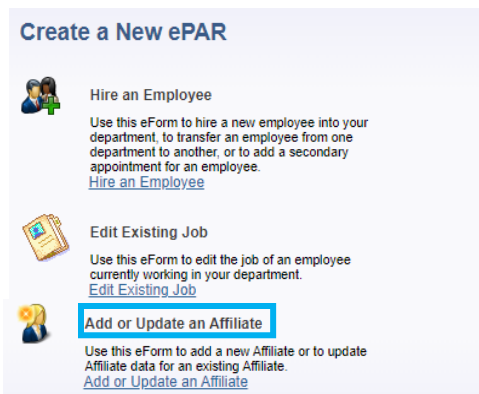 Create a New ePAR
Hire an Employee
Use this eForm to hire a new employee into your
department, to transfer an employee from one
department to another, or to add a secondary
appointment for an employee.
Hire an Employee
Edit Existing Job
Use this eForm to edit the job of an employee
currently working in your department.
Edit Existing Job
Add or Update an Affiliate
Use this eForm to add a new Affiliate or to update
Affiliate data for an existing Affiliate.
Add or Update an Affiliate